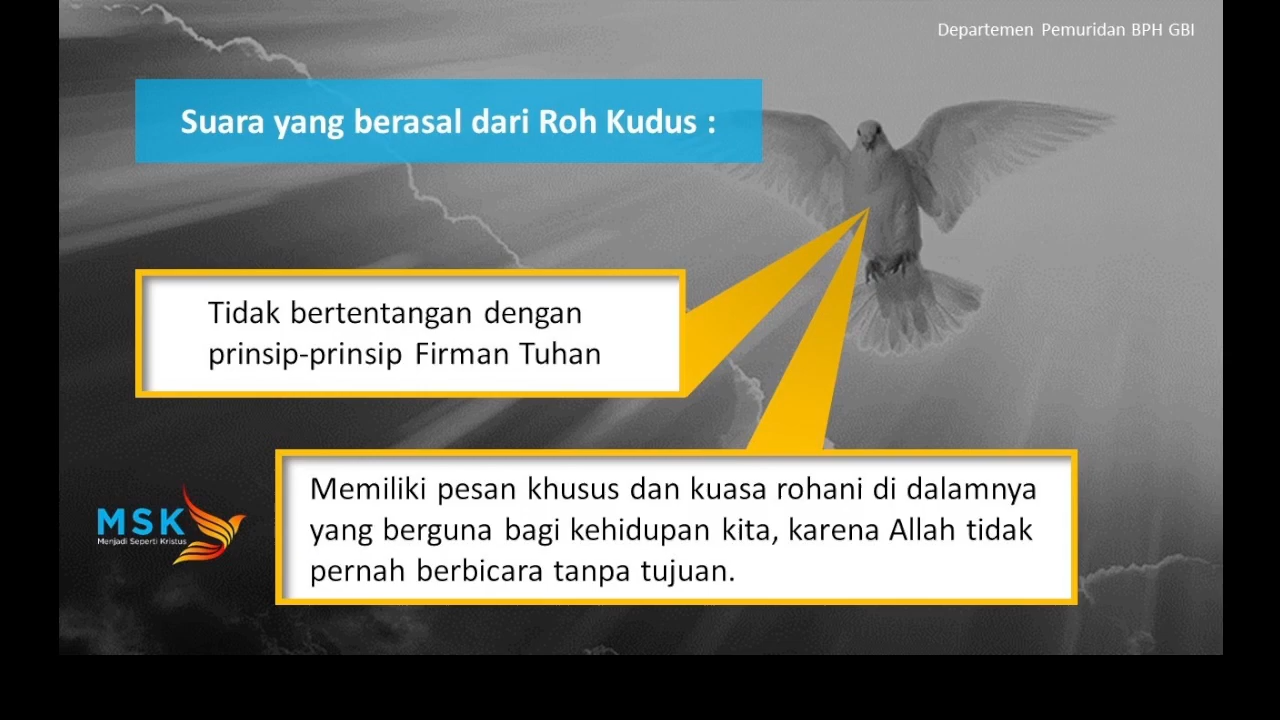 Departemen Pemuridan BPH GBI
Suara yang berasal dari Roh Kudus :
Tidak bertentangan dengan
prinsip-prinsip Firman Tuhan
Memiliki pesan khusus dan kuasa rohani di dalamnya
yang berguna bagi kehidupan kita, karena Allah tidak
pernah berbicara tanpa tujuan.
MSK
Menjadi Seperti Kristus